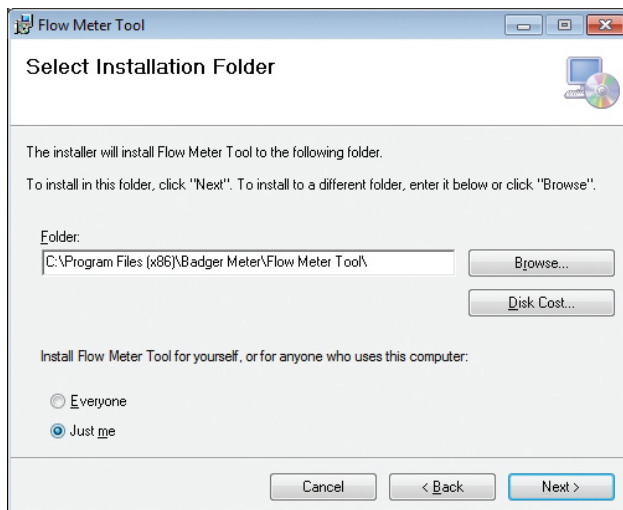 Flow Meter Tool
Select Installation Folder
The installer will install Flow Meter Tool to the following folder.
To install in this folder, click "Next". To install to a different folder, enter it below or click "Browse".
Folder:
C:\Program Files (x86)\Badger Meter\Flow Meter Tool\
Browse...
Disk Cost...
Install Flow Meter Tool for yourself, or for anyone who uses this computer:
Everyone
Just me
Cancel
< Back
Next >